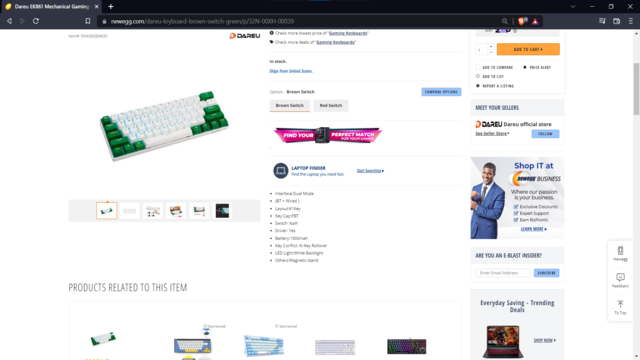 Dareu EK861 Mechanical Gaming
newegg.com/dareu-kryboard-brown-switch-green/p/32N-00XH-00039
DAREU
Check more lowest price of "Gaming Keyboards"
Check more deals of "Gaming Keyboards"
In stock.
Ships from United States.
Option: Brown Switch
COMPARE OPTIONS
Brown Switch
Red Switch
FIND YOUR PERFECT MATCH
FOR YOUR GAMING
LAPTOP FINDER
Find the Laptop you need fast.
Start Searching
Interface:Dual Mode
(BT + Wired )
Layout:61Key
Key Cap:PBT
Switch: Kailh
Driver: Yes
Battery:1900mah
Key Conflict: N-Key Rollover
LED Light:White Backlight
Others:Magnetic stand
1
ADD TO CART
ADD TO COMPARE
PRICE ALERT
ADD TO LIST
REPORT A LISTING
MEET YOUR SELLERS
DAREU
Dareu official store
See Seller Store
FOLLOW
Shop IT at
NEWEGG BUSINESS
Where our passion
is your business.
Exclusive Discounts
Expert Support
Earn BizPoints
LEARN MORE
ARE YOU AN E-BLAST INSIDER?
Enter Email Address
SUBSCRIBE
Everyday Saving - Trending
Deals
SHOP NOW
Newegg
Feedback
To Top
PRODUCTS RELATED TO THIS ITEM
Sponsored
Sponsored